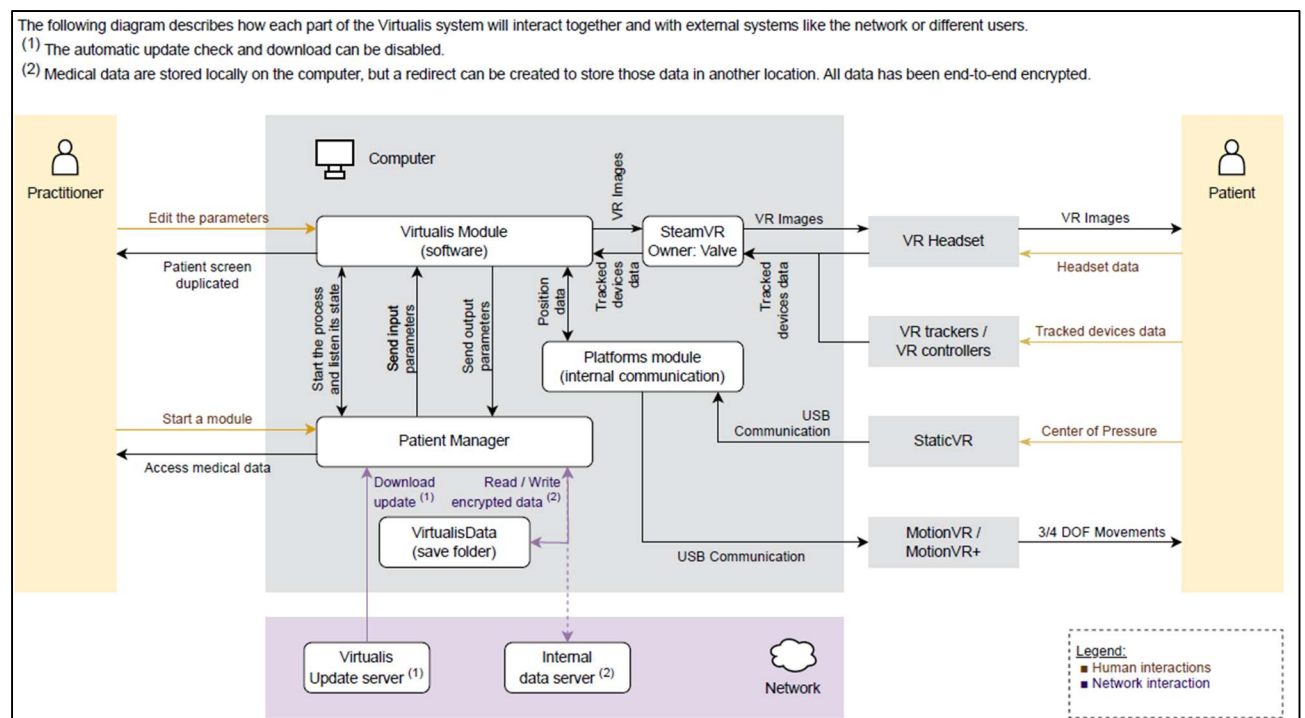 The following diagram describes how each part of the Virtualis system will interact together and with external systems like the network or different users.
(1) The automatic update check and download can be disabled.
(2) Medical data are stored locally on the computer, but a redirect can be created to store those data in another location. All data has been end-to-end encrypted.
Practitioner
Computer
Patient
Edit the parameters
Patient screen
duplicated
Virtualis Module
(software)
VR Images
SteamVR
Owner: Valve
VR Images
VR Headset
VR Images
Headset data
Tracked
devices
data
Tracked
devices data
Start the process
and listen its state
Send input
parameters
Send output
parameters
Position
data
VR trackers /
VR controllers
Tracked devices data
Platforms module
(internal communication)
Start a module
Access medical data
Patient Manager
USB
Communication
StaticVR
Center of Pressure
Download
update (1)
Read / Write
encrypted data (2)
VirtualisData
(save folder)
USB Communication
MotionVR /
MotionVR+
3/4 DOF Movements
Virtualis
Update server (1)
Internal
data server (2)
Network
Legend:
Human interactions
Network interaction